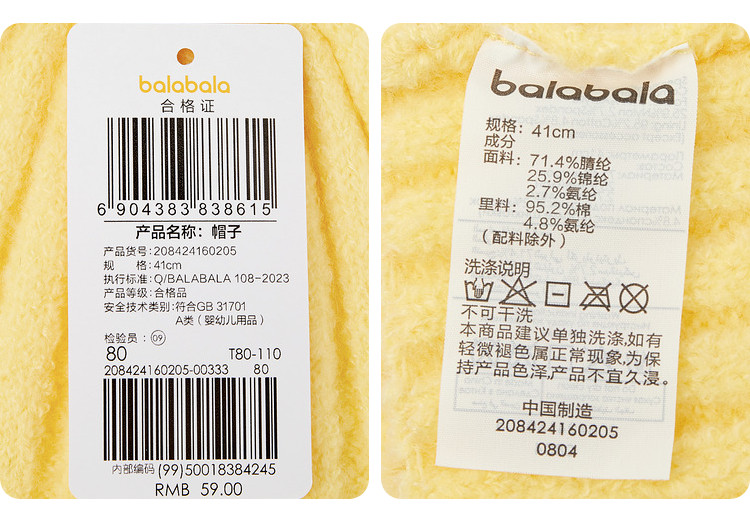 balabala
合格证
6 904383 838615
产品名称: 帽子
产品货号:208424160205
规 格:41cm
执行标准:Q/BALABALA 108-2023
产品等级:合格品
安全技术类别:符合GB 31701
A类（婴幼儿用品）
检验员: 09
80 T80-110
208424160205-00333 80
内部编码 (99)50018384245
RMB 59.00
balabala
规格: 41cm
成分
面料: 71.4%腈纶
25.9%锦纶
2.7%氨纶
里料: 95.2%棉
4.8%氨纶
（配料除外）
洗涤说明
不可干洗
本商品建议单独洗涤,如有
轻微褪色属正常现象,为保
持产品色泽,产品不宜久浸。
中国制造
208424160205
0804